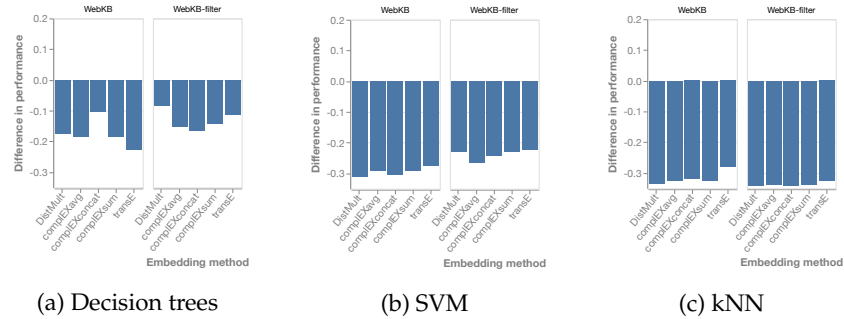 WebKB WebKB-filter
Difference in performance
0.2
0.1
0.0
-0.1
-0.2
-0.3
DistMult
complEXavg
complEXconcat
complEXsum
transE
DistMult
complEXavg
complEXconcat
complEXsum
transE
Embedding method
(a) Decision trees
WebKB WebKB-filter
Difference in performance
0.2
0.1
0.0
-0.1
-0.2
-0.3
DistMult
complEXavg
complEXconcat
complEXsum
transE
DistMult
complEXavg
complEXconcat
complEXsum
transE
Embedding method
(b) SVM
WebKB WebKB-filter
Difference in performance
0.2
0.1
0.0
-0.1
-0.2
-0.3
DistMult
complEXavg
complEXconcat
complEXsum
transE
DistMult
complEXavg
complEXconcat
complEXsum
transE
Embedding method
(c) kNN